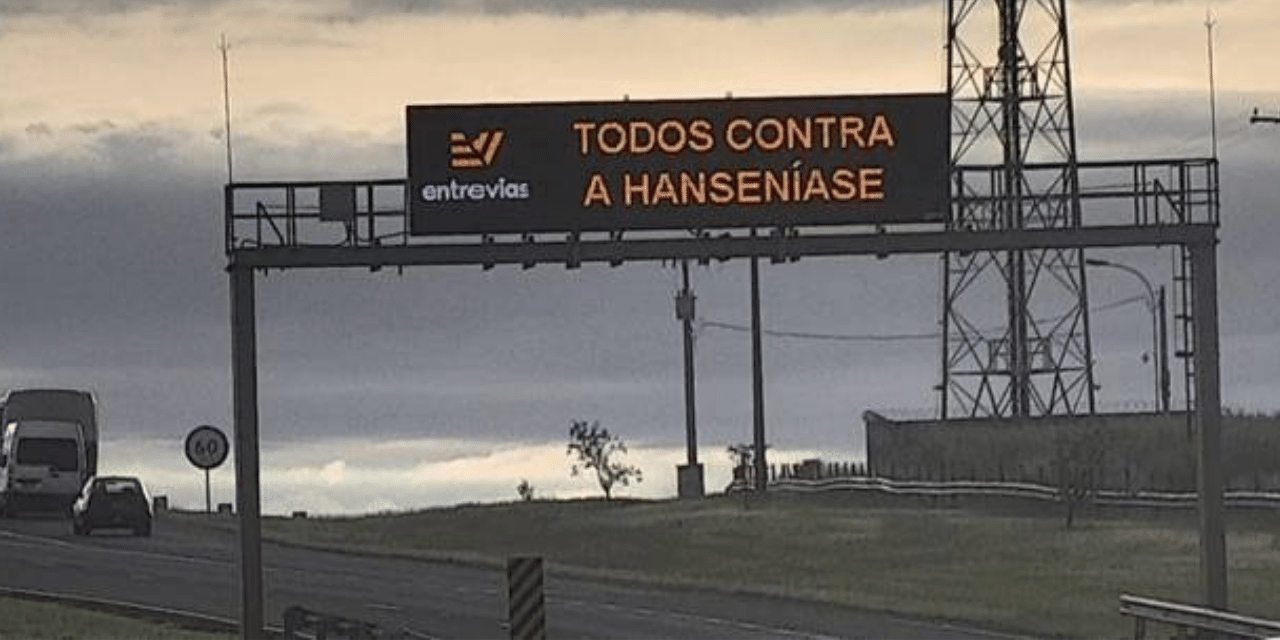 TODOS CONTRA
A HANSENÍASE
entrevias
60